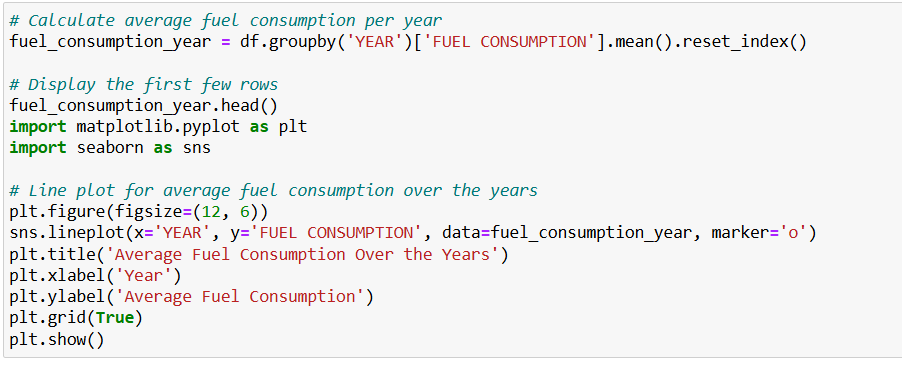 # Calculate average fuel consumption per year
fuel_consumption_year = df.groupby('YEAR')['FUEL CONSUMPTION'].mean().reset_index()
# Display the first few rows
fuel_consumption_year.head()
import matplotlib.pyplot as plt
import seaborn as sns
# Line plot for average fuel consumption over the years
plt.figure(figsize=(12, 6))
sns.lineplot(x='YEAR', y='FUEL CONSUMPTION', data=fuel_consumption_year, marker='o')
plt.title('Average Fuel Consumption Over the Years')
plt.xlabel('Year')
plt.ylabel('Average Fuel Consumption')
plt.grid(True)
plt.show()